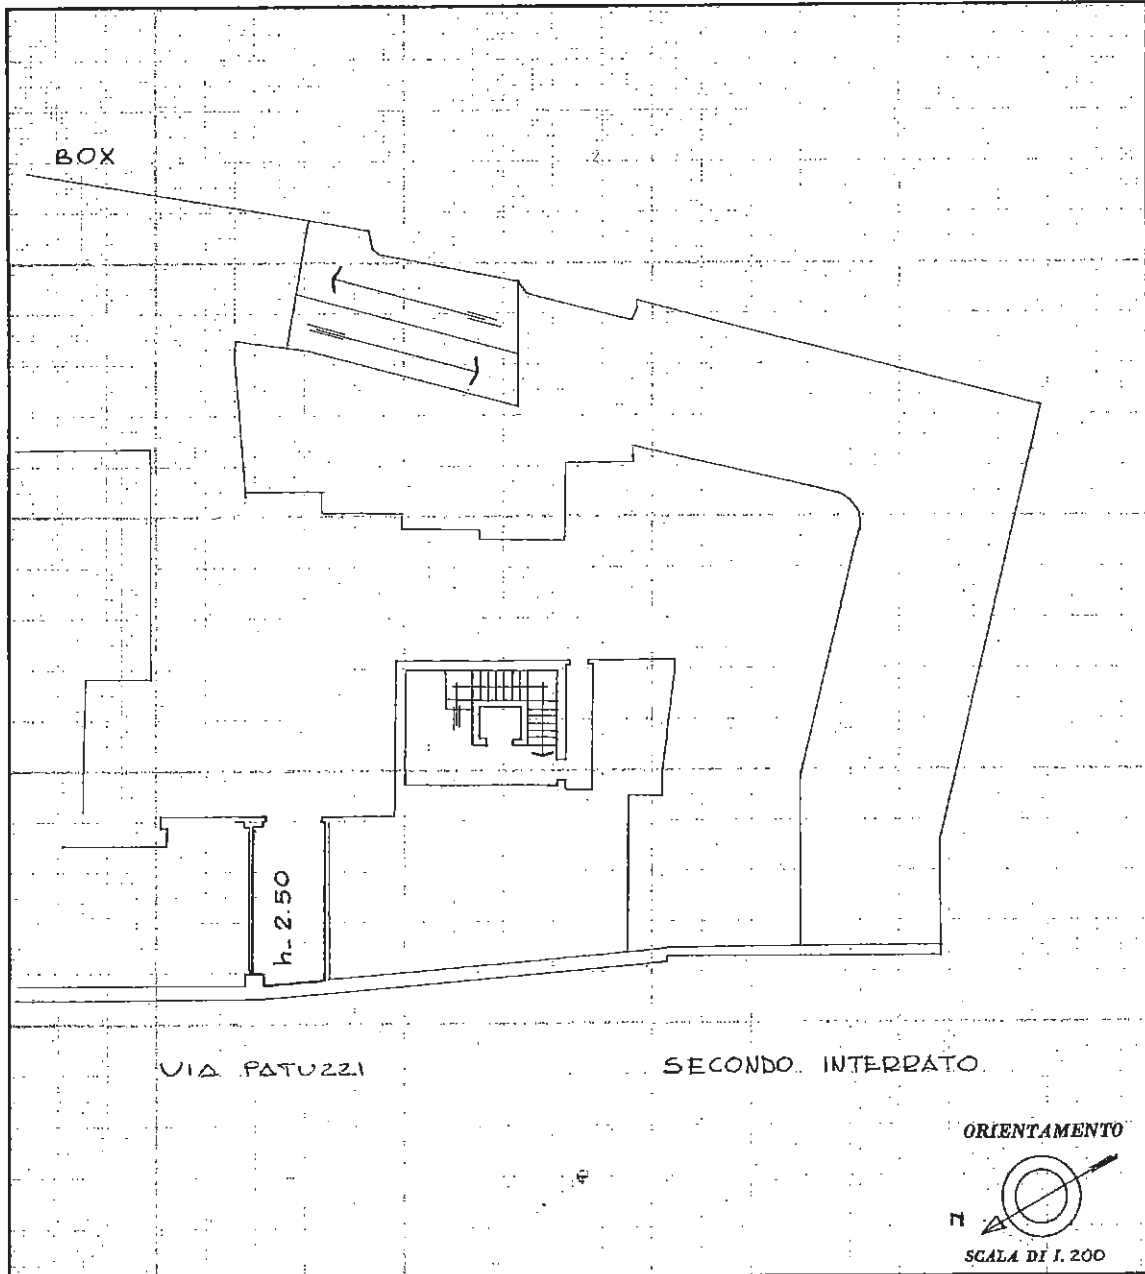 BOX
h. 2.50
VIA PATUZZI
SECONDO INTERRATO
ORIENTAMENTO
N
SCALA DI 1. 200